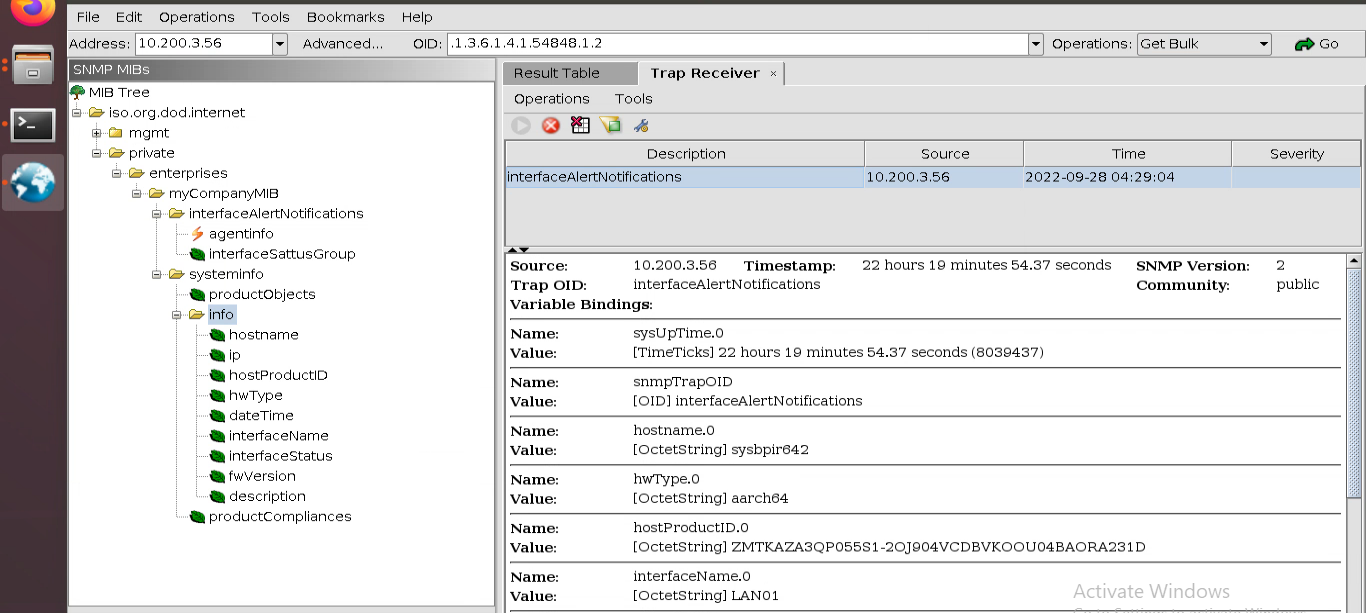 File Edit Operations Tools Bookmarks Help
Address: 10.200.3.56 Advanced... OID: .1.3.6.1.4.1.54848.1.2 Operations: Get Bulk Go
SNMP MIBs
MIB Tree
iso.org.dod.internet
mgmt
private
enterprises
myCompanyMIB
interfaceAlertNotifications
agentinfo
interfaceSattusGroup
systeminfo
productObjects
info
hostname
ip
hostProductID
hwType
dateTime
interfaceName
interfaceStatus
fwVersion
description
productCompliances
Result Table Trap Receiver ×
Operations Tools
Description Source Time Severity
interfaceAlertNotifications 10.200.3.56 2022-09-28 04:29:04
Source: 10.200.3.56 Timestamp: 22 hours 19 minutes 54.37 seconds SNMP Version: 2
Trap OID: interfaceAlertNotifications Community: public
Variable Bindings:
Name: sysUpTime.0
Value: [TimeTicks] 22 hours 19 minutes 54.37 seconds (8039437)
Name: snmpTrapOID
Value: [OID] interfaceAlertNotifications
Name: hostname.0
Value: [OctetString] sysbpir642
Name: hwType.0
Value: [OctetString] aarch64
Name: hostProductID.0
Value: [OctetString] ZMTKAZA3QP055S1-2OJ904VCDBVKOOU04BAORA231D
Name: interfaceName.0
Value: [OctetString] LAN01
Activate Windows